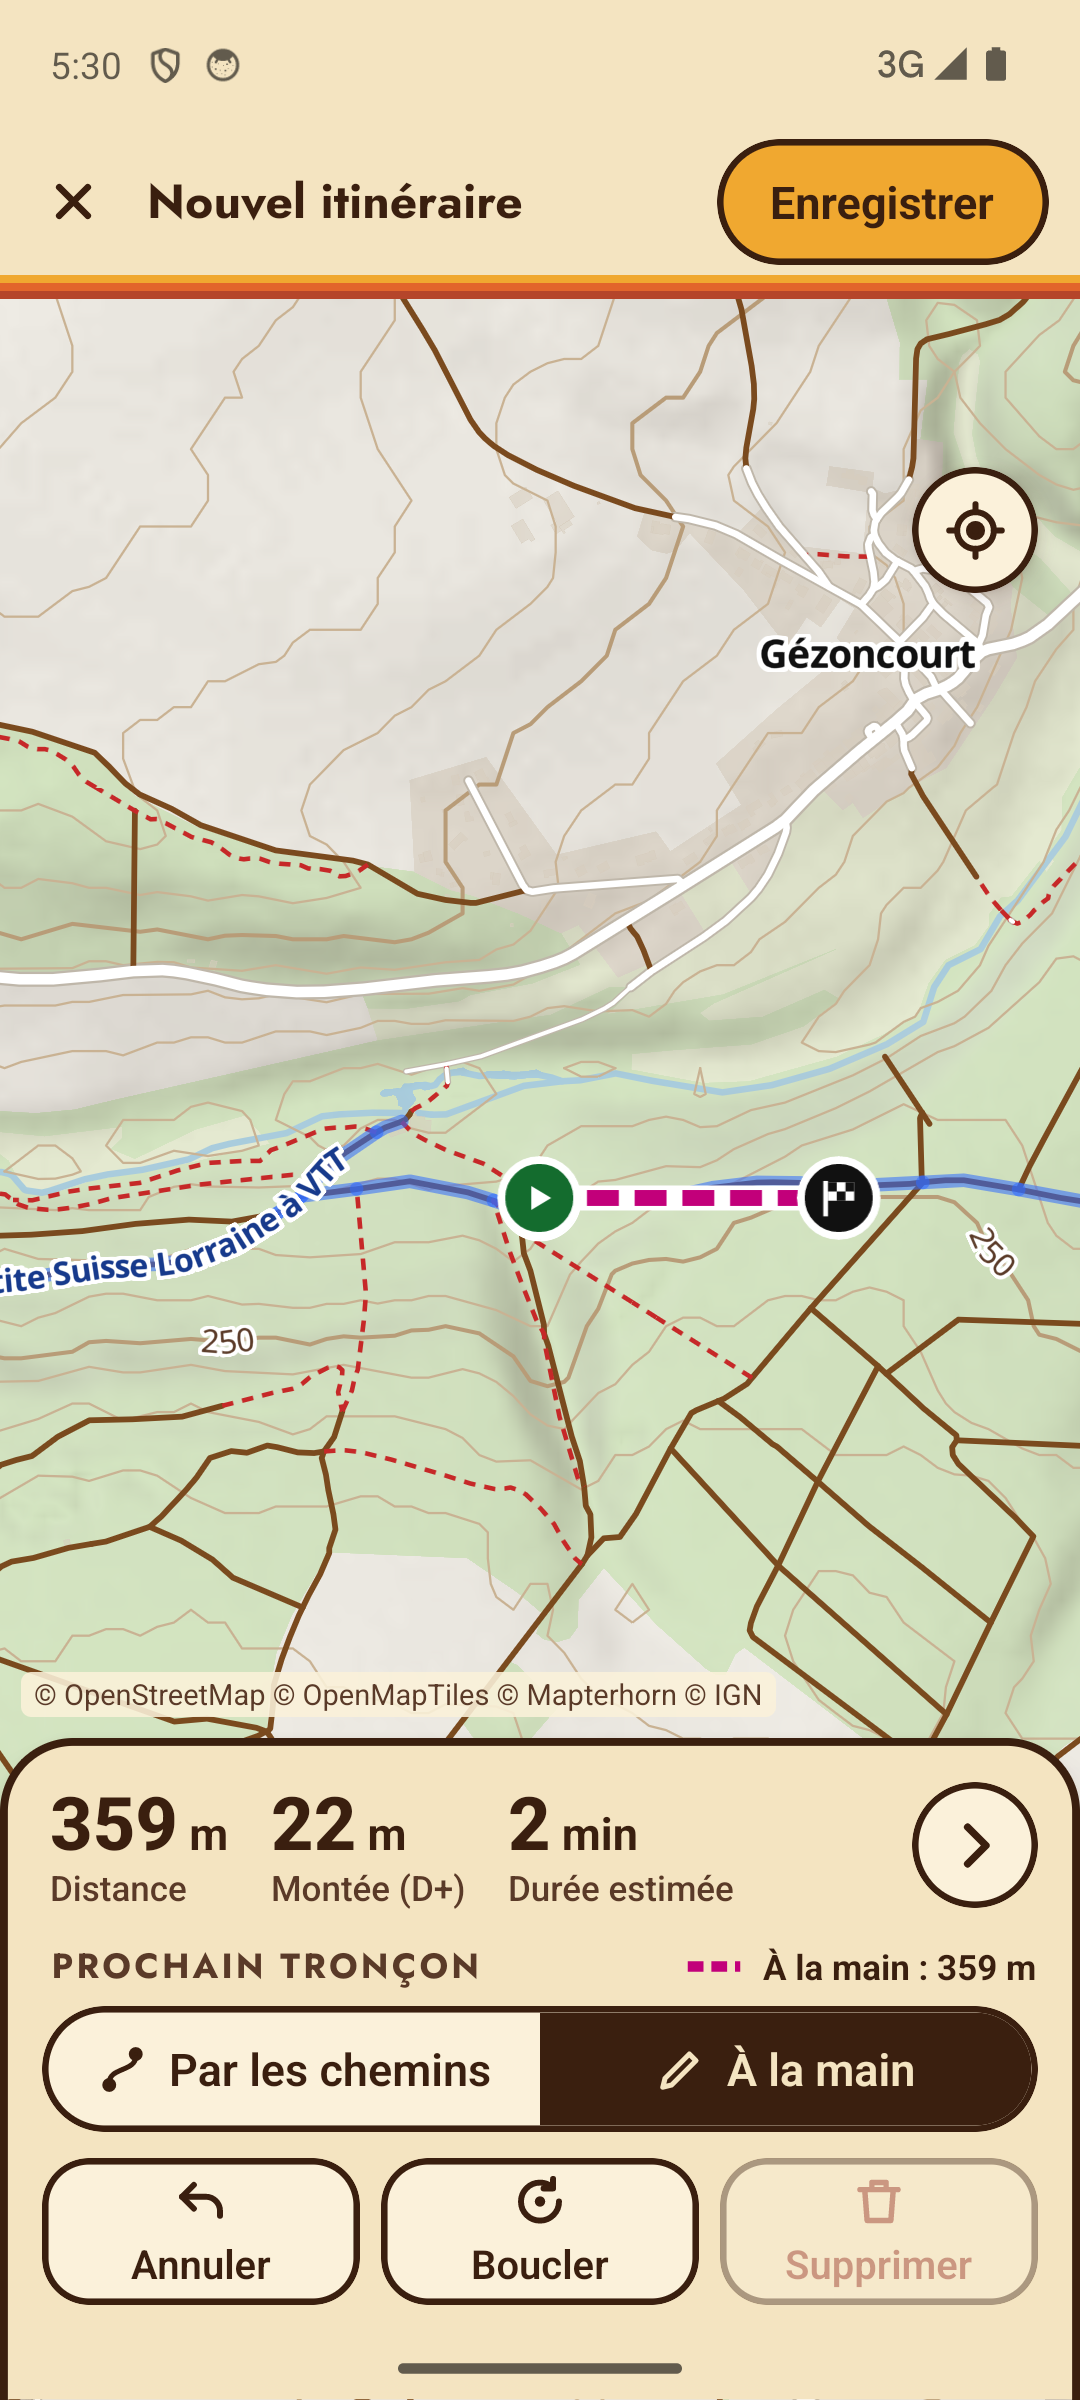 5:30
3G
Nouvel itinéraire
Enregistrer
Gézoncourt
tite Suisse Lorraine à VTT
250
250
© OpenStreetMap © OpenMapTiles © Mapterhorn © IGN
359 m
22 m
2 min
Distance
Montée (D+)
Durée estimée
PROCHAIN TRONÇON
À la main : 359 m
Par les chemins
À la main
Annuler
Boucler
Supprimer